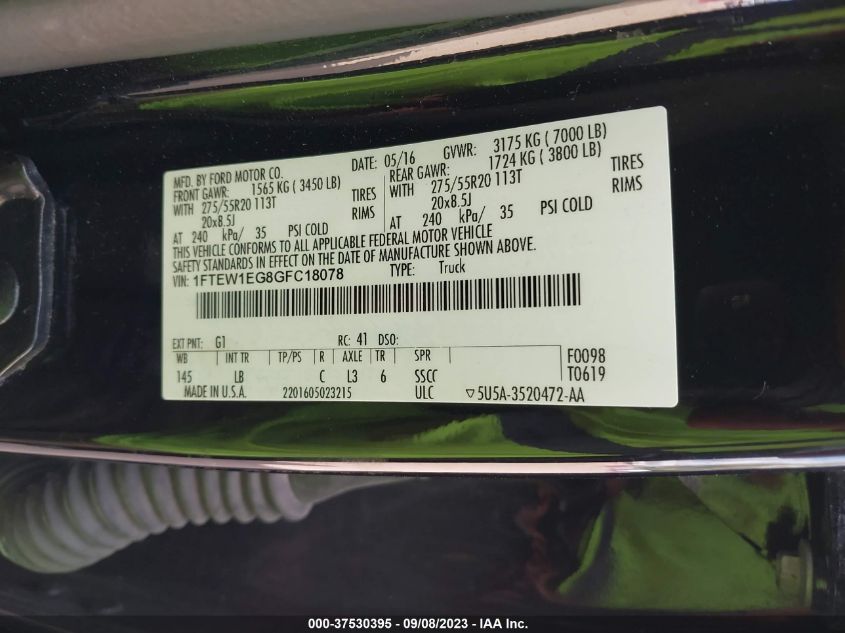 MFD. BY FORD MOTOR CO. DATE: 05/16 GVWR: 3175 KG ( 7000 LB)
FRONT GAWR: 1565 KG ( 3450 LB) REAR GAWR: 1724 KG ( 3800 LB)
WITH 275/55R20 113T TIRES WITH 275/55R20 113T TIRES
20x8.5J RIMS 20x8.5J RIMS
AT 240 kPa/ 35 PSI COLD AT 240 kPa/ 35 PSI COLD
THIS VEHICLE CONFORMS TO ALL APPLICABLE FEDERAL MOTOR VEHICLE
SAFETY STANDARDS IN EFFECT ON THE DATE OF MANUFACTURE SHOWN ABOVE.
VIN: 1FTEW1EG8GFC18078 TYPE: Truck
EXT PNT: G1 RC: 41 DSO:
WB INT TR TP/PS R AXLE TR SPR F0098
145 LB C L3 6 SSCC T0619
MADE IN U.S.A. 2201605023215 ULC ▽5U5A-3520472-AA
000-37530395 - 09/08/2023 - IAA Inc.